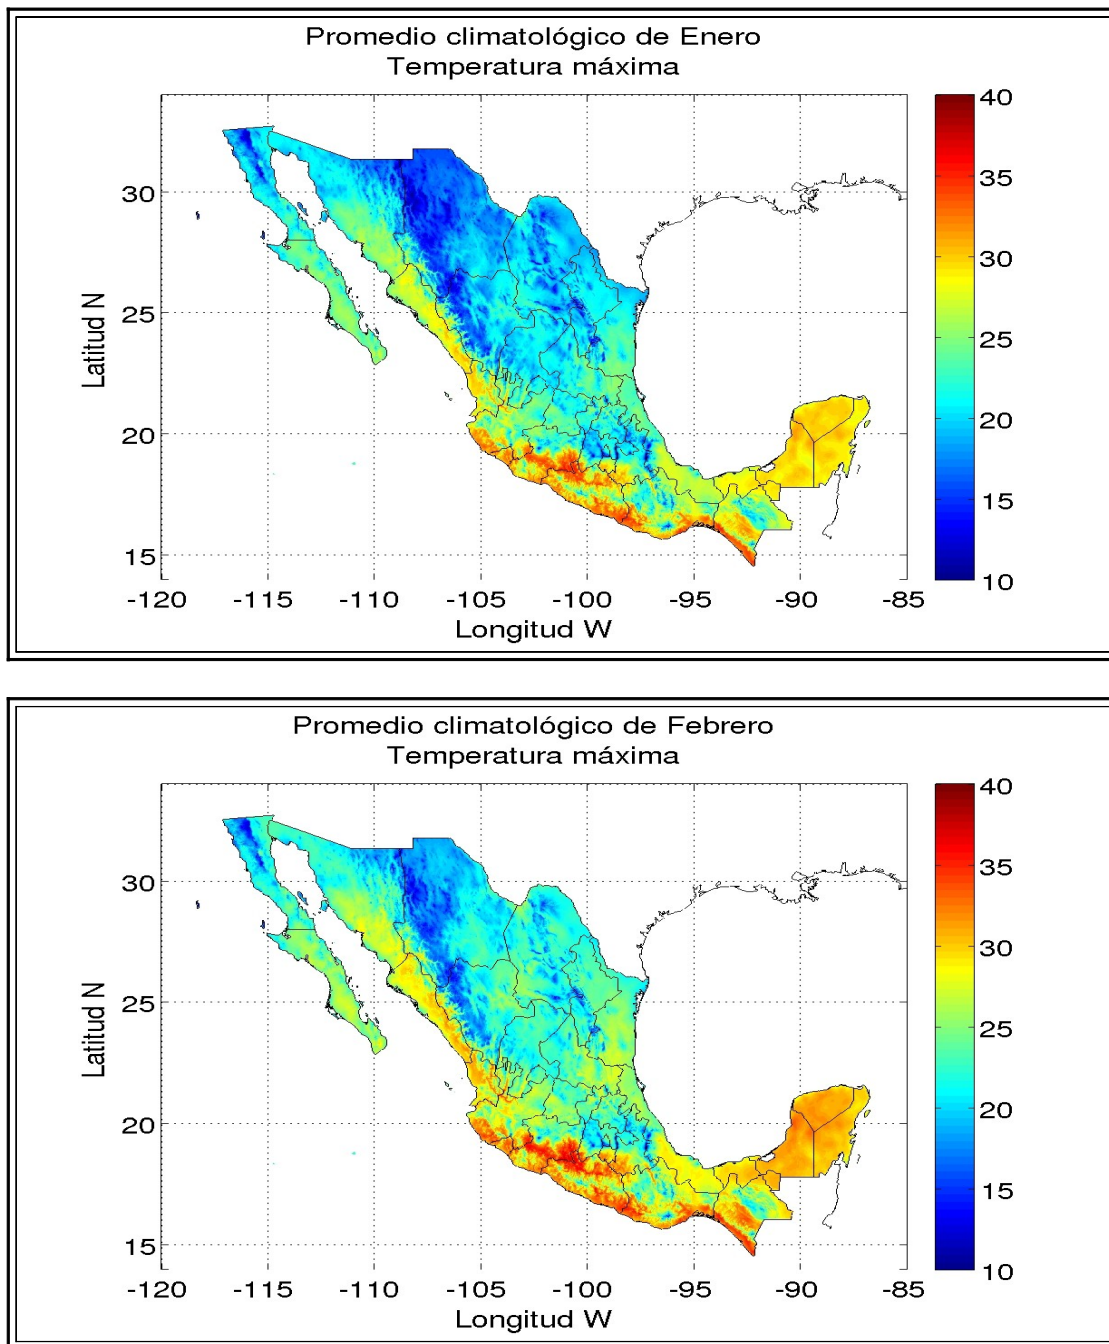 Promedio climatológico de Enero
Temperatura máxima
40
35
30
25
20
15
10
30
25
20
15
Latitud N
-120 -115 -110 -105 -100 -95 -90 -85
Longitud W
Promedio climatológico de Febrero
Temperatura máxima
40
35
30
25
20
15
10
30
25
20
15
Latitud N
-120 -115 -110 -105 -100 -95 -90 -85
Longitud W